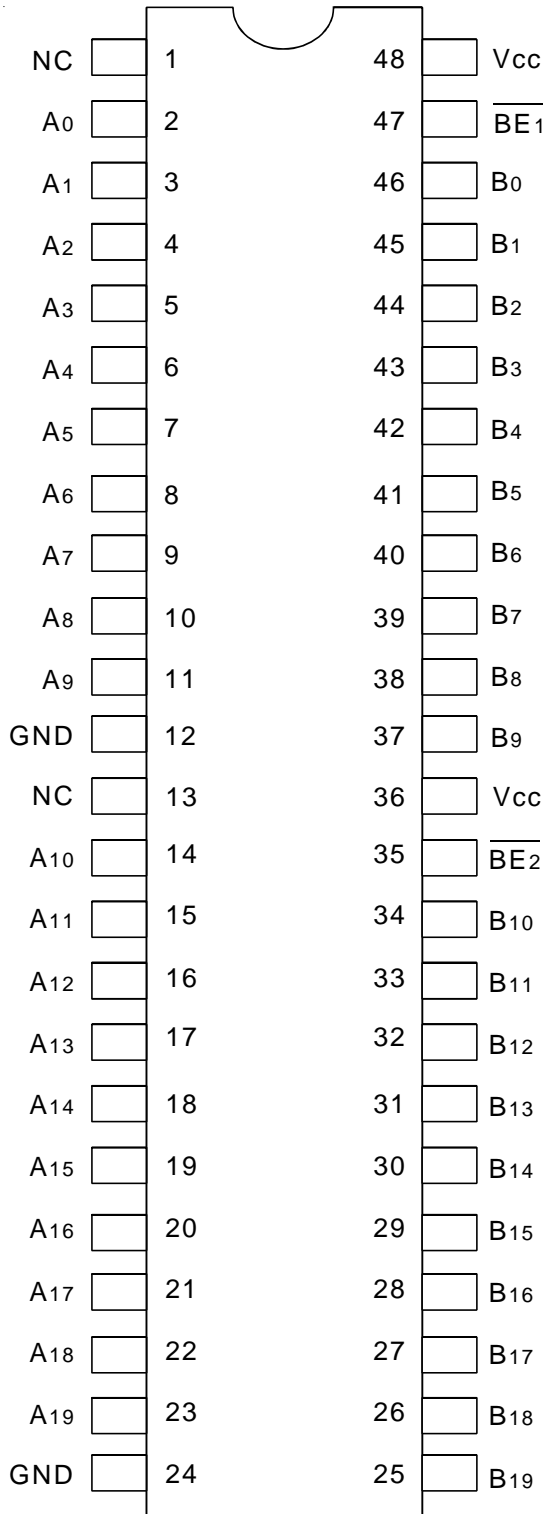 NC 1 48 Vcc
A0 2 47 BE1
A1 3 46 B0
A2 4 45 B1
A3 5 44 B2
A4 6 43 B3
A5 7 42 B4
A6 8 41 B5
A7 9 40 B6
A8 10 39 B7
A9 11 38 B8
GND 12 37 B9
NC 13 36 Vcc
A10 14 35 BE2
A11 15 34 B10
A12 16 33 B11
A13 17 32 B12
A14 18 31 B13
A15 19 30 B14
A16 20 29 B15
A17 21 28 B16
A18 22 27 B17
A19 23 26 B18
GND 24 25 B19